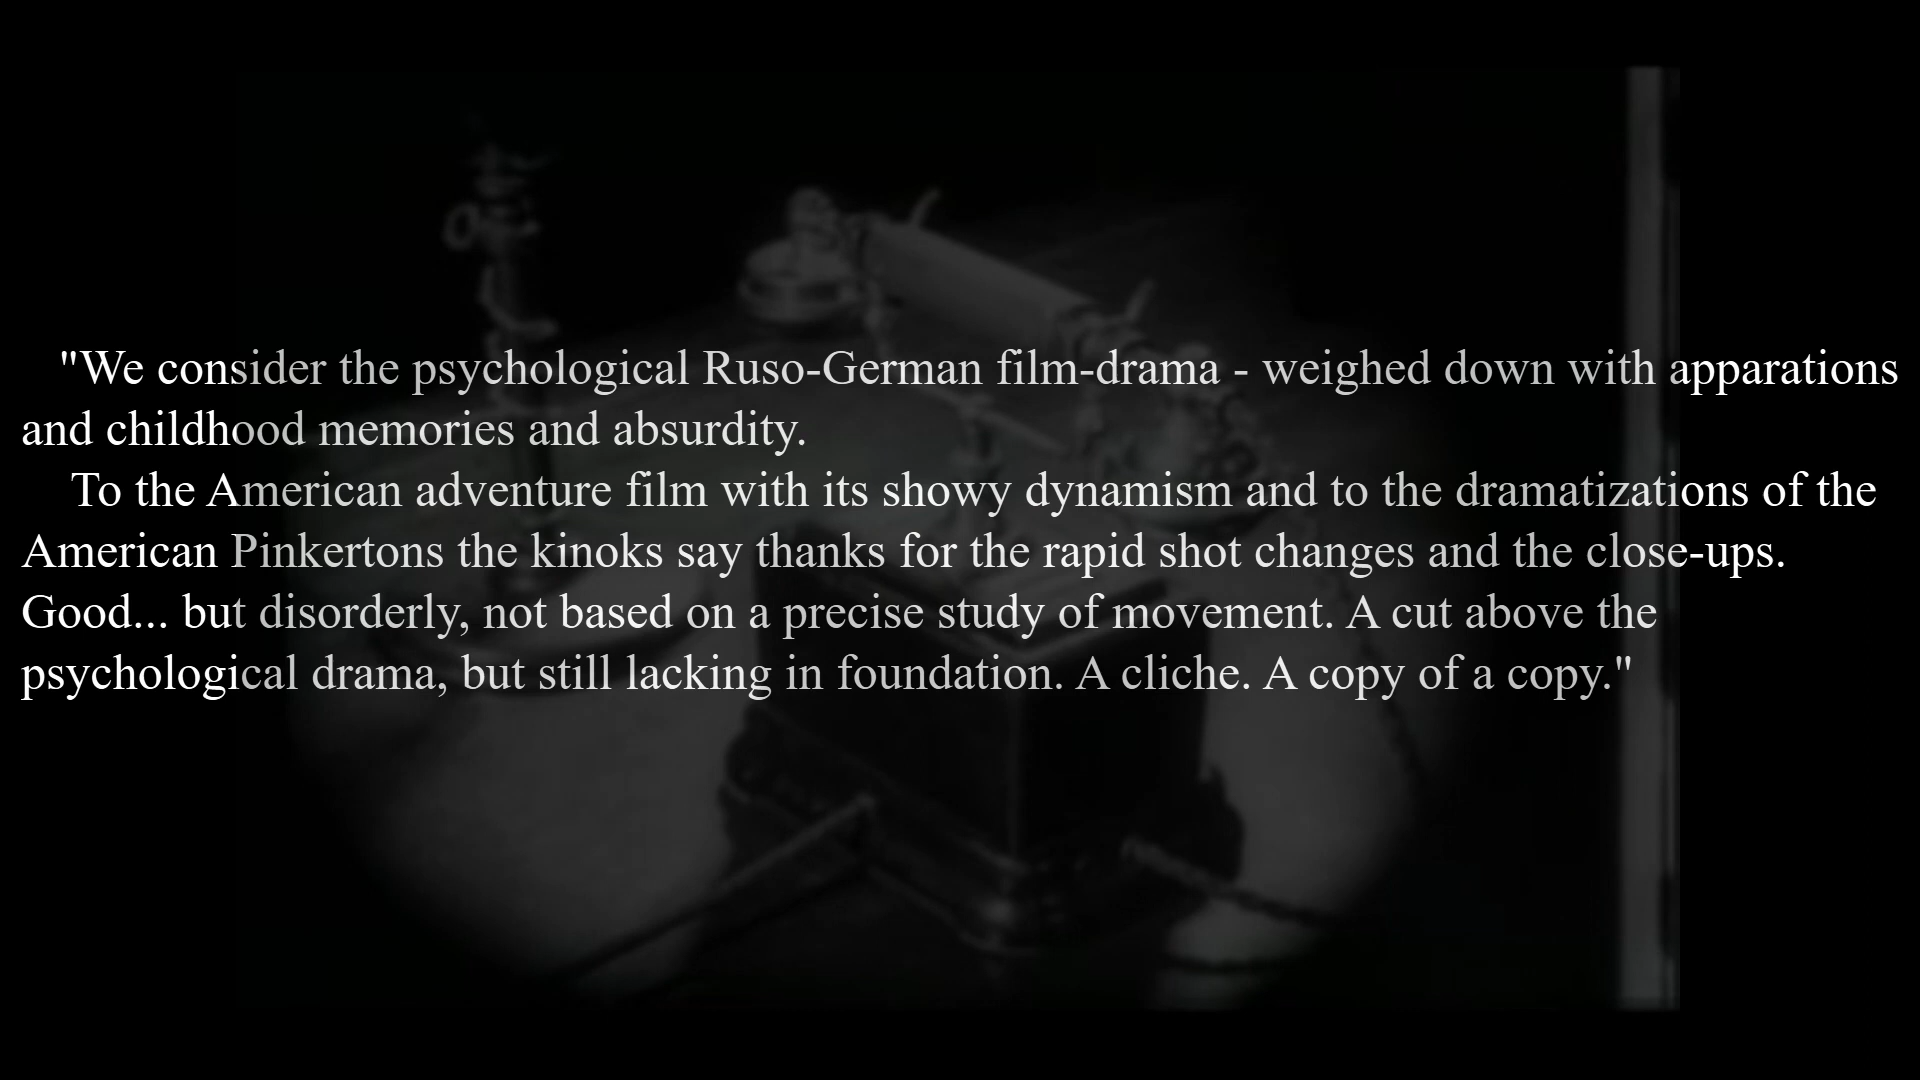 "We consider the psychological Ruso-German film-drama - weighed down with apparations
and childhood memories and absurdity.
To the American adventure film with its showy dynamism and to the dramatizations of the
American Pinkertons the kinoks say thanks for the rapid shot changes and the close-ups.
Good... but disorderly, not based on a precise study of movement. A cut above the
psychological drama, but still lacking in foundation. A cliche. A copy of a copy."